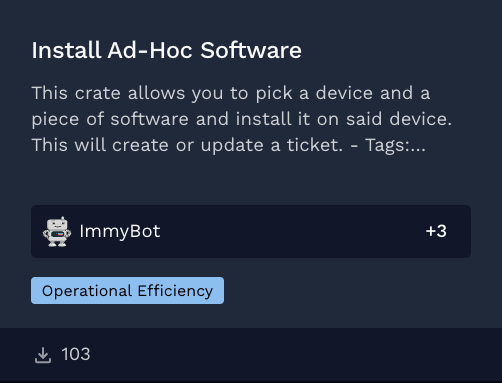 Install Ad-Hoc Software
This crate allows you to pick a device and a
piece of software and install it on said device.
This will create or update a ticket. - Tags:...
ImmyBot +3
Operational Efficiency
103